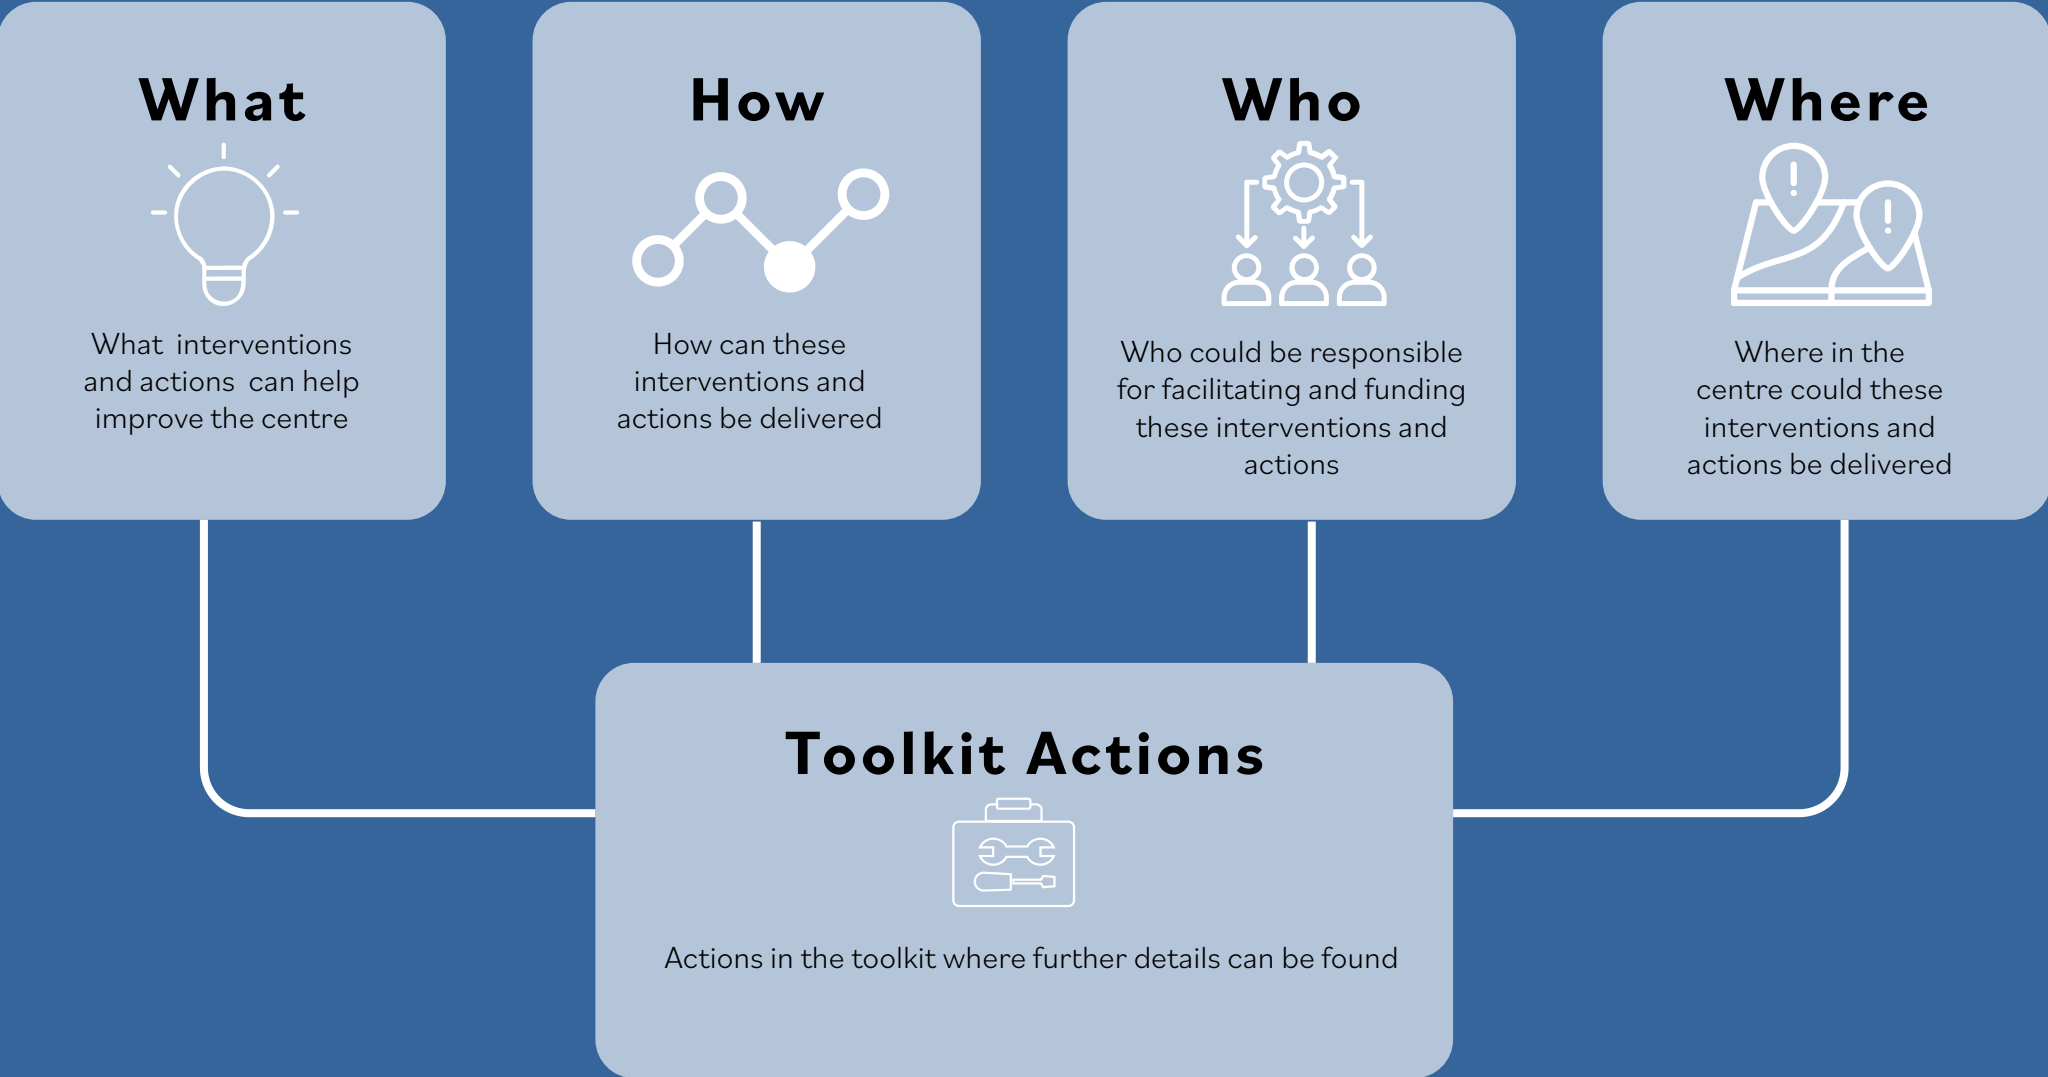 What
What  interventions
and actions  can help
improve the centre
How
How can these
interventions and
actions be delivered
Who
Who could be responsible
for facilitating and funding
these interventions and
actions
Where
Where in the
centre could these
interventions and
actions be delivered
Toolkit Actions
Actions in the toolkit where further details can be found